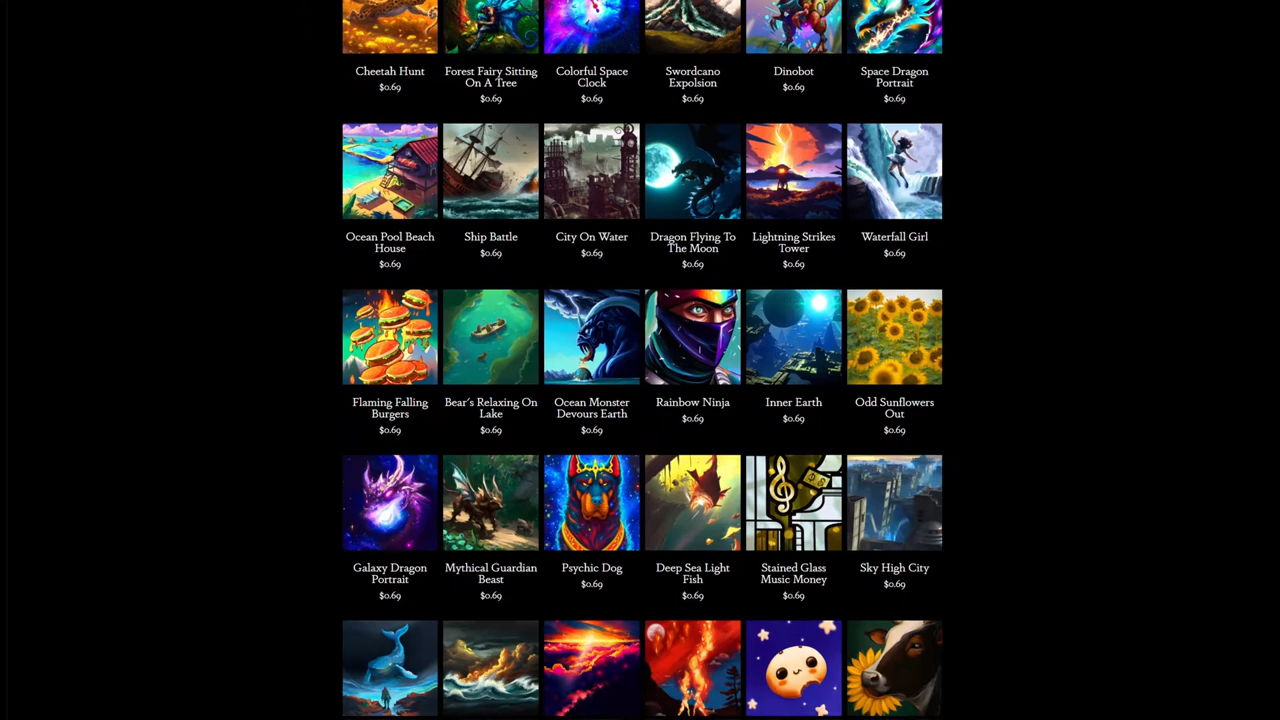 Cheetah Hunt
$0.69
Forest Fairy Sitting
On A Tree
$0.69
Colorful Space
Clock
$0.69
Swordcano
Expolsion
$0.69
Dinobot
$0.69
Space Dragon
Portrait
$0.69
Ocean Pool Beach
House
$0.69
Ship Battle
$0.69
City On Water
$0.69
Dragon Flying To
The Moon
$0.69
Lightning Strikes
Tower
$0.69
Waterfall Girl
$0.69
Flaming Falling
Burgers
$0.69
Bear's Relaxing On
Lake
$0.69
Ocean Monster
Devours Earth
$0.69
Rainbow Ninja
$0.69
Inner Earth
$0.69
Odd Sunflowers
Out
$0.69
Galaxy Dragon
Portrait
$0.69
Mythical Guardian
Beast
$0.69
Psychic Dog
$0.69
Deep Sea Light
Fish
$0.69
Stained Glass
Music Money
$0.69
Sky High City
$0.69